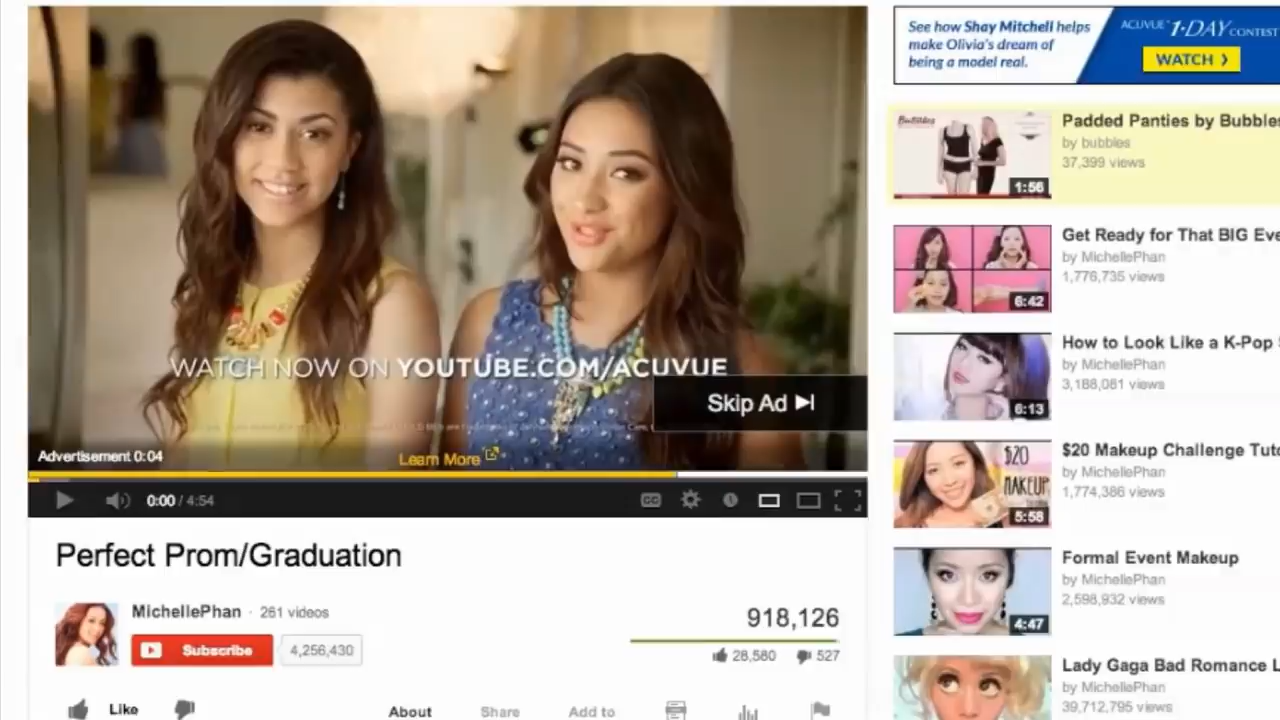 See how Shay Mitchell helps
make Olivia's dream of
being a model real.
ACUVUE 1·DAY CONTEST
WATCH
WATCH NOW ON YOUTUBE.COM/ACUVUE
Skip Ad
Advertisement 0:04
Learn More
0:00 / 4:54
CC
Perfect Prom/Graduation
MichellePhan · 261 videos
Subscribe
4,256,430
918,126
28,580
527
Like
About
Share
Add to
Bubbles
1:56
Padded Panties by Bubbles
by bubbles
37,399 views
6:42
Get Ready for That BIG Eve
by MichellePhan
1,776,735 views
6:13
How to Look Like a K-Pop
by MichellePhan
3,188,081 views
$20
MAKEUP
5:58
$20 Makeup Challenge Tuto
by MichellePhan
1,774,386 views
4:47
Formal Event Makeup
by MichellePhan
2,598,932 views
Lady Gaga Bad Romance L
by MichellePhan
39,712,795 views